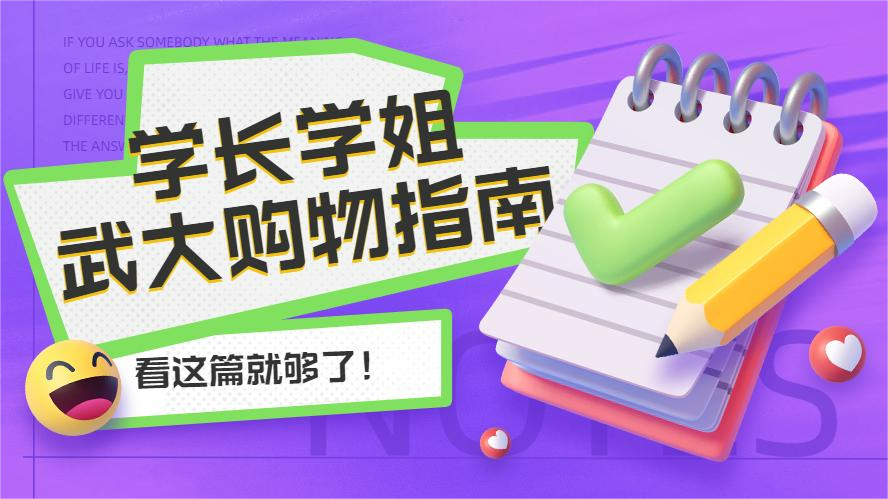 IF YOU ASK SOMEBODY WHAT THE MEANING
OF LIFE IS,
GIVE YOU
DIFFEREN
THE ANSW
学长学姐
武大购物指南
看这篇就够了！
NOTES